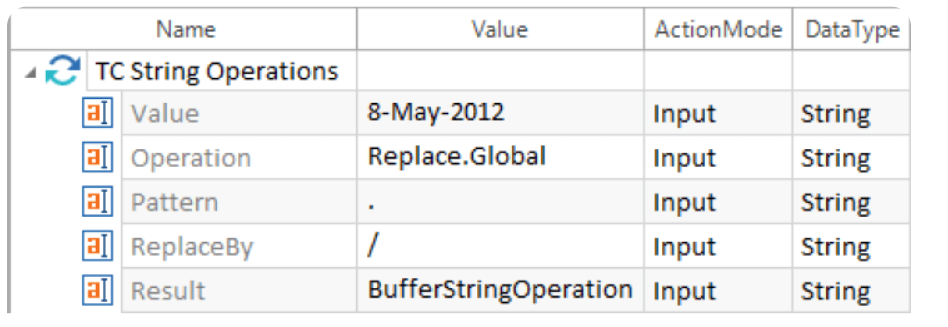 Name Value ActionMode DataType
TC String Operations
Value 8-May-2012 Input String
Operation Replace.Global Input String
Pattern . Input String
ReplaceBy / Input String
Result BufferStringOperation Input String